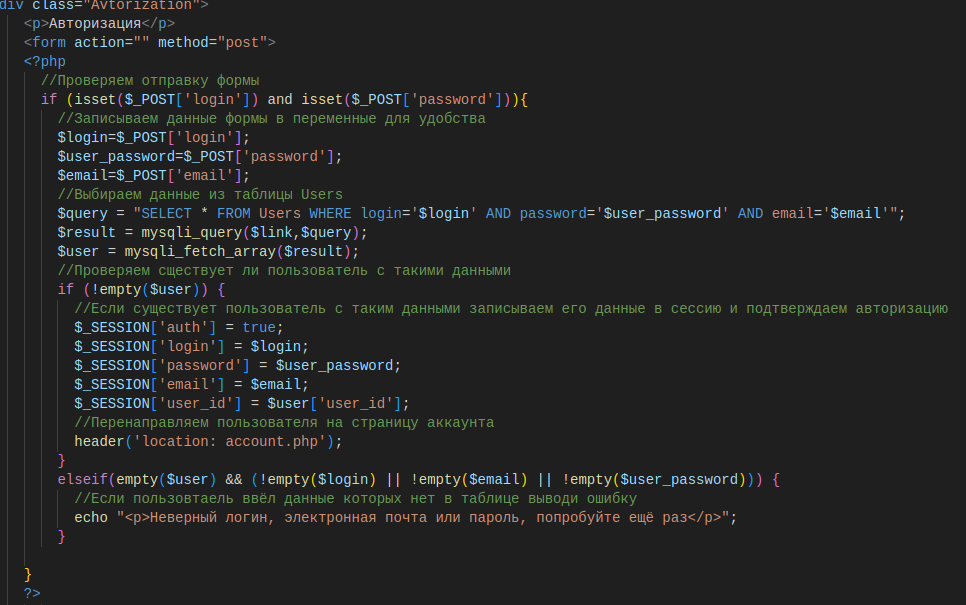 div class="Avtorization">
<p>Авторизация</p>
<form action="" method="post">
<?php
//Проверяем отправку формы
if (isset($_POST['login']) and isset($_POST['password'])){
//Записываем данные формы в переменные для удобства
$login=$_POST['login'];
$user_password=$_POST['password'];
$email=$_POST['email'];
//Выбираем данные из таблицы Users
$query = "SELECT * FROM Users WHERE login='$login' AND password='$user_password' AND email='$email'";
$result = mysqli_query($link,$query);
$user = mysqli_fetch_array($result);
//Проверяем сществует ли пользователь с такими данными
if (!empty($user)) {
//Если существует пользователь с таким данными записываем его данные в сессию и подтверждаем авторизацию
$_SESSION['auth'] = true;
$_SESSION['login'] = $login;
$_SESSION['password'] = $user_password;
$_SESSION['email'] = $email;
$_SESSION['user_id'] = $user['user_id'];
//Перенаправляем пользователя на страницу аккаунта
header('location: account.php');
}
elseif(empty($user) && (!empty($login) || !empty($email) || !empty($user_password))) {
//Если пользовтаель ввёл данные которых нет в таблице выводи ошибку
echo "<p>Неверный логин, электронная почта или пароль, попробуйте ещё раз</p>";
}
}
?>